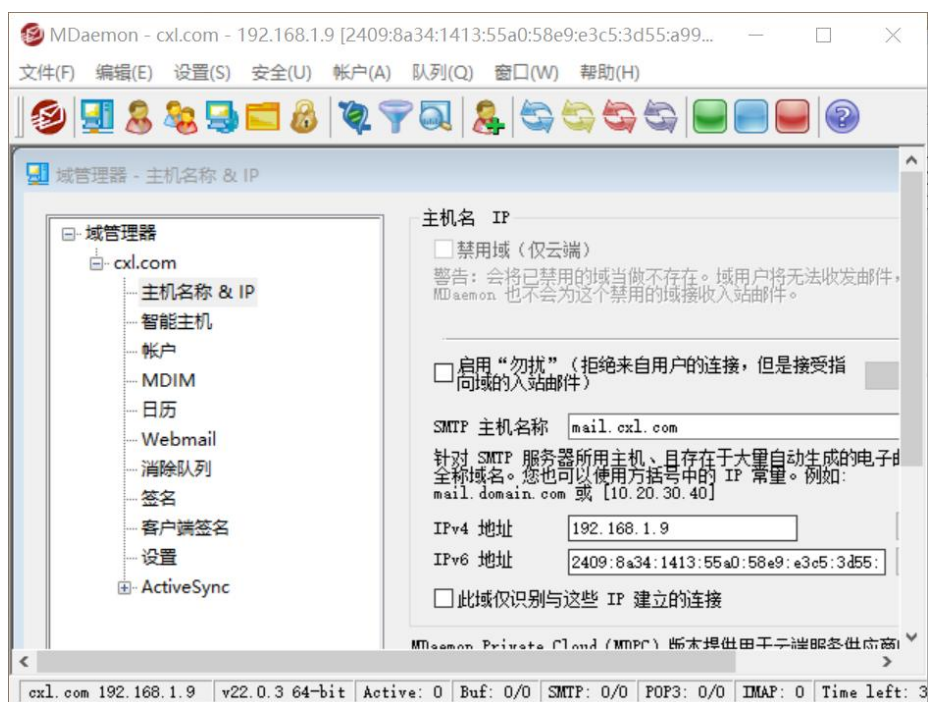 MDaemon - cxl.com - 192.168.1.9 [2409:8a34:1413:55a0:58e9:e3c5:3d55:a99...
文件(F) 编辑(E) 设置(S) 安全(U) 帐户(A) 队列(Q) 窗口(W) 帮助(H)
域管理器 - 主机名称 & IP
域管理器
cxl.com
主机名称 & IP
智能主机
帐户
MDIM
日历
Webmail
消除队列
签名
客户端签名
设置
ActiveSync
主机名 IP
禁用域（仅云端）
警告：会将已禁用的域当做不存在。域用户将无法收发邮件，
MDaemon 也不会为这个禁用的域接收入站邮件。
启用“勿扰”（拒绝来自用户的连接，但是接受指
向域的入站邮件）
SMTP 主机名称 mail.cxl.com
针对 SMTP 服务器所用主机、且存在于大量自动生成的电子
全称域名。您也可以使用方括号中的 IP 常量。例如：
mail.domain.com 或 [10.20.30.40]
IPv4 地址 192.168.1.9
IPv6 地址 2409:8a34:1413:55a0:58e9:e3c5:3d55:
此域仅识别与这些 IP 建立的连接
MDaemon Private Cloud (MDPC) 版本提供用于云端服务供应商
cxl.com 192.168.1.9 v22.0.3 64-bit Active: 0 Buf: 0/0 SMTP: 0/0 POP3: 0/0 IMAP: 0 Time left: 3